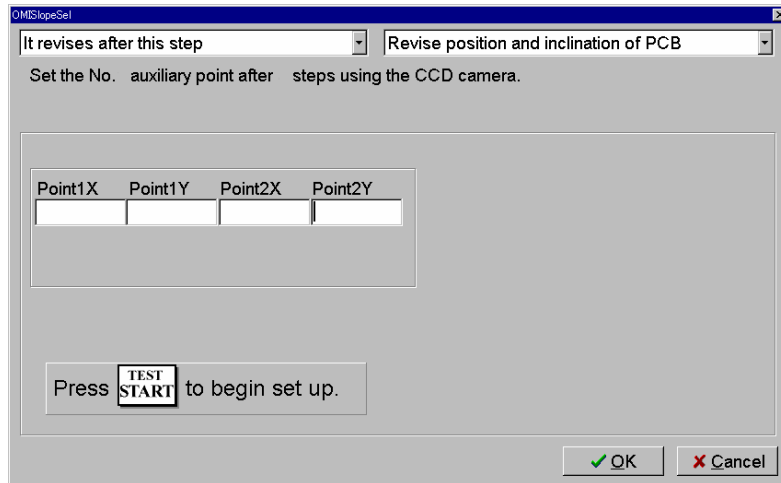 OMISlopeSel
It revises after this step Revise position and inclination of PCB
Set the No. auxiliary point after steps using the CCD camera.
Point1X Point1Y Point2X Point2Y
Press TEST START to begin set up.
OK Cancel